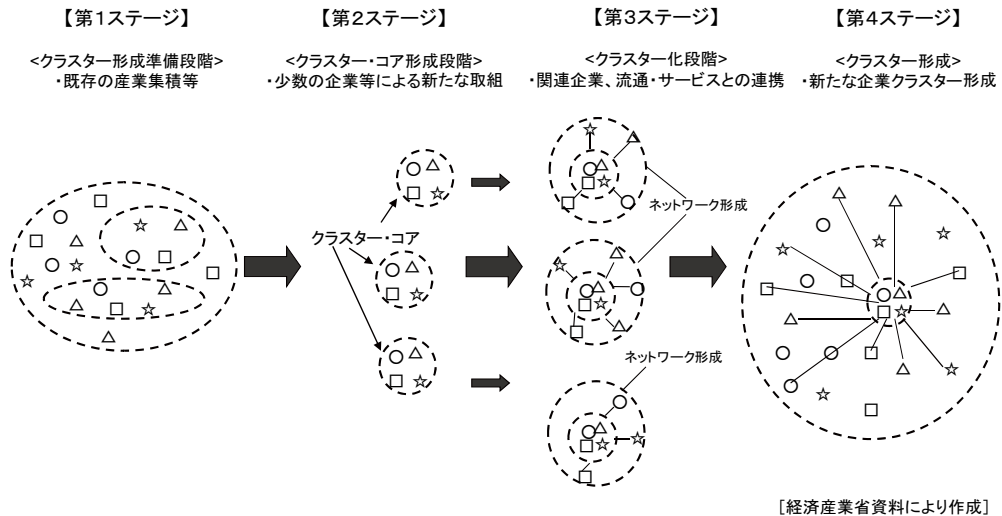 【第1ステージ】
<クラスター形成準備段階>
・既存の産業集積等
【第2ステージ】
<クラスター・コア形成段階>
・少数の企業等による新たな取組
【第3ステージ】
<クラスター化段階>
・関連企業、流通・サービスとの連携
【第4ステージ】
<クラスター形成>
・新たな企業クラスター形成
クラスター・コア
ネットワーク形成
ネットワーク形成
[経済産業省資料により作成]